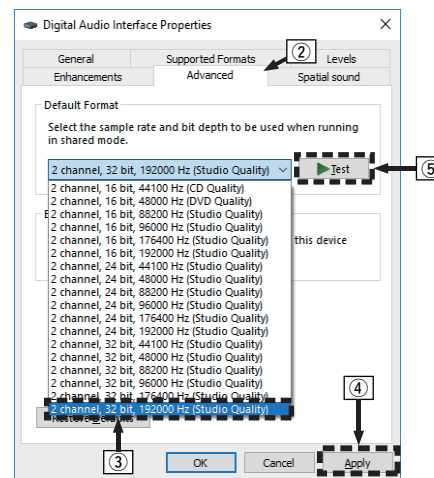 Digital Audio Interface Properties
②
General Supported Formats Levels
Enhancements Advanced Spatial sound
Default Format
Select the sample rate and bit depth to be used when running
in shared mode.
2 channel, 32 bit, 192000 Hz (Studio Quality)
Test
⑤
2 channel, 16 bit, 44100 Hz (CD Quality)
2 channel, 16 bit, 48000 Hz (DVD Quality)
2 channel, 16 bit, 88200 Hz (Studio Quality)
2 channel, 16 bit, 96000 Hz (Studio Quality)
2 channel, 16 bit, 176400 Hz (Studio Quality)
this device
2 channel, 16 bit, 192000 Hz (Studio Quality)
2 channel, 24 bit, 44100 Hz (Studio Quality)
2 channel, 24 bit, 48000 Hz (Studio Quality)
2 channel, 24 bit, 88200 Hz (Studio Quality)
2 channel, 24 bit, 96000 Hz (Studio Quality)
2 channel, 24 bit, 176400 Hz (Studio Quality)
2 channel, 24 bit, 192000 Hz (Studio Quality)
2 channel, 32 bit, 44100 Hz (Studio Quality)
2 channel, 32 bit, 48000 Hz (Studio Quality)
2 channel, 32 bit, 88200 Hz (Studio Quality)
2 channel, 32 bit, 96000 Hz (Studio Quality)
2 channel, 32 bit, 176400 Hz (Studio Quality)
2 channel, 32 bit, 192000 Hz (Studio Quality)
④
③
OK Cancel Apply